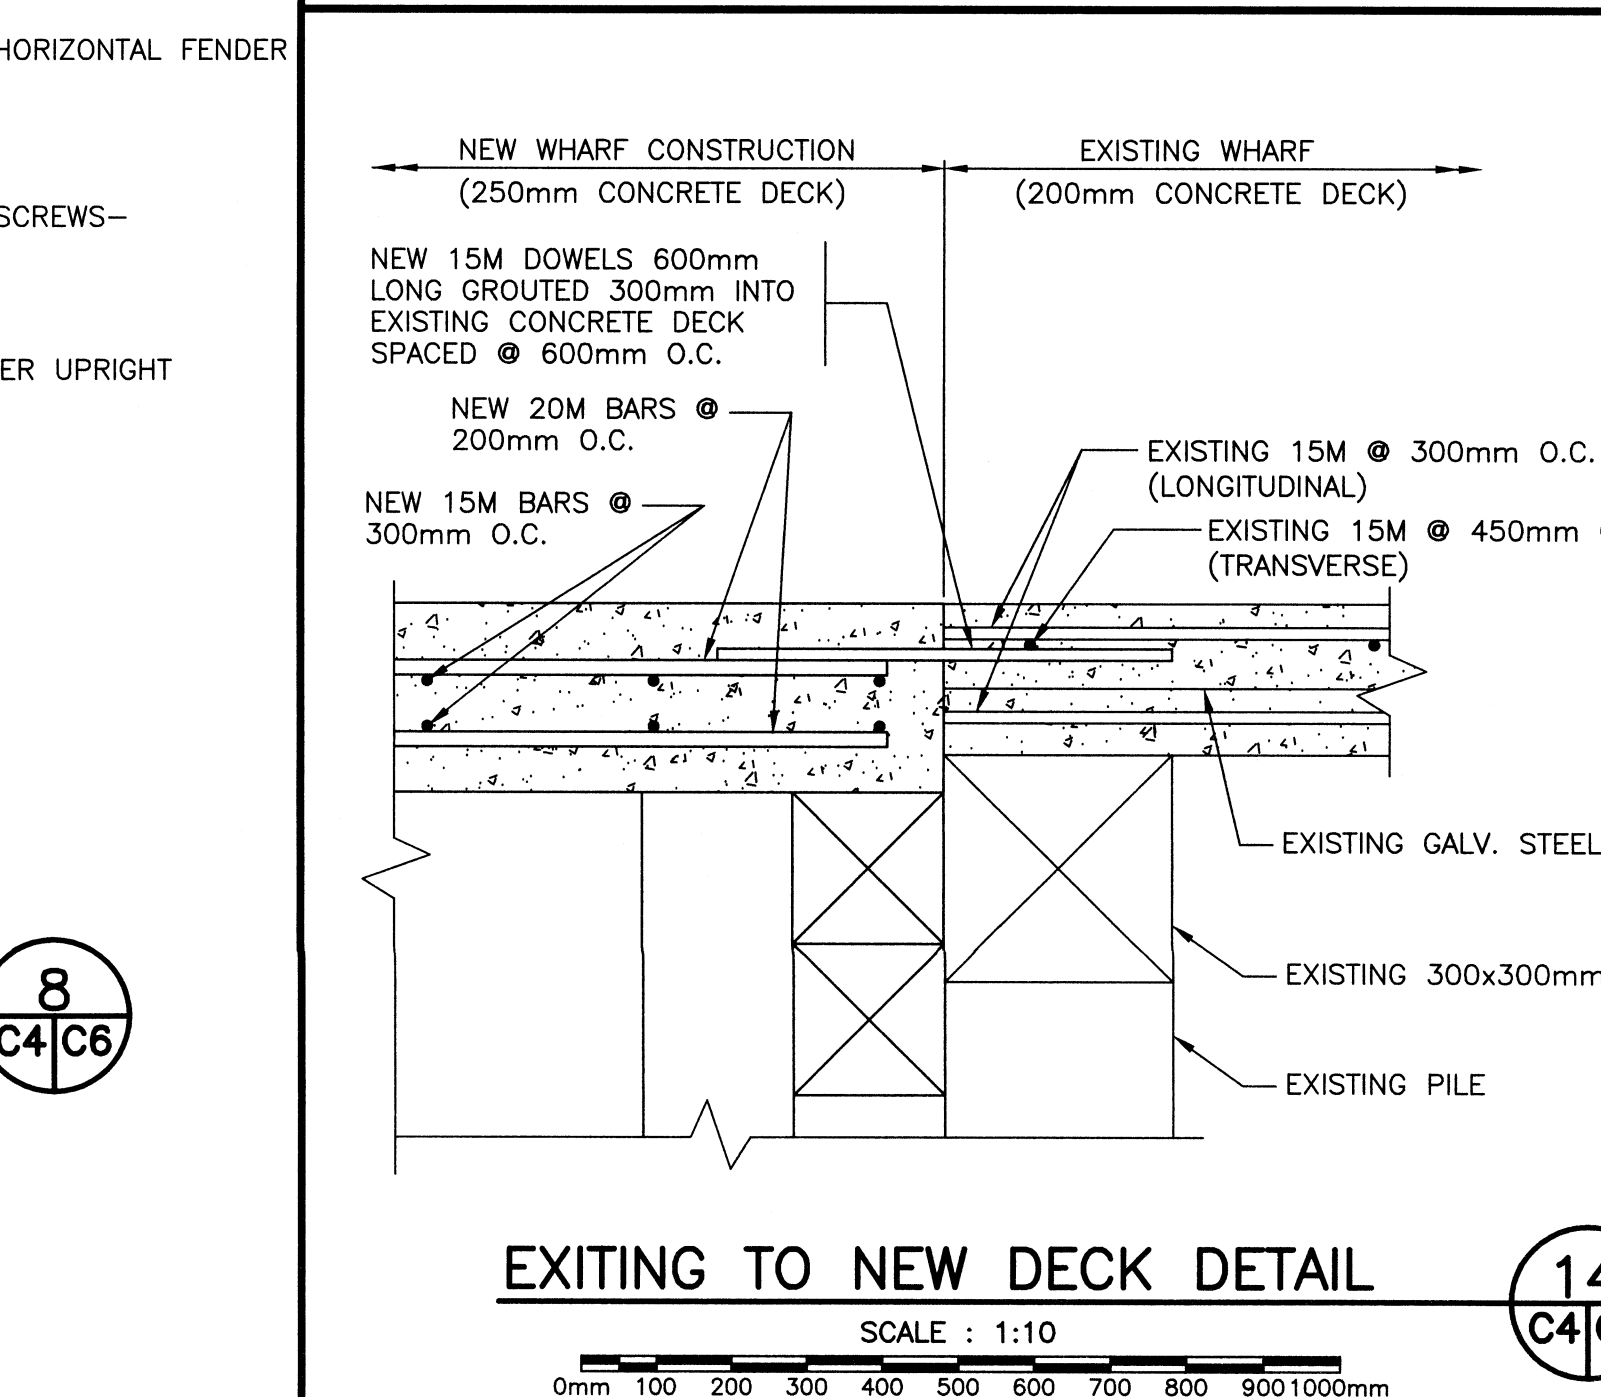 HORIZONTAL FENDER
SCREWS-
ER UPRIGHT
8
C4 C6
NEW WHARF CONSTRUCTION
(250mm CONCRETE DECK)
EXISTING WHARF
(200mm CONCRETE DECK)
NEW 15M DOWELS 600mm
LONG GROUTED 300mm INTO
EXISTING CONCRETE DECK
SPACED @ 600mm O.C.
NEW 20M BARS @
200mm O.C.
NEW 15M BARS @
300mm O.C.
EXISTING 15M @ 300mm O.C.
(LONGITUDINAL)
EXISTING 15M @ 450mm
(TRANSVERSE)
EXISTING GALV. STEEL
EXISTING 300x300mm
EXISTING PILE
EXITING TO NEW DECK DETAIL
14
C4
SCALE : 1:10
0mm 100 200 300 400 500 600 700 800 900 1000mm